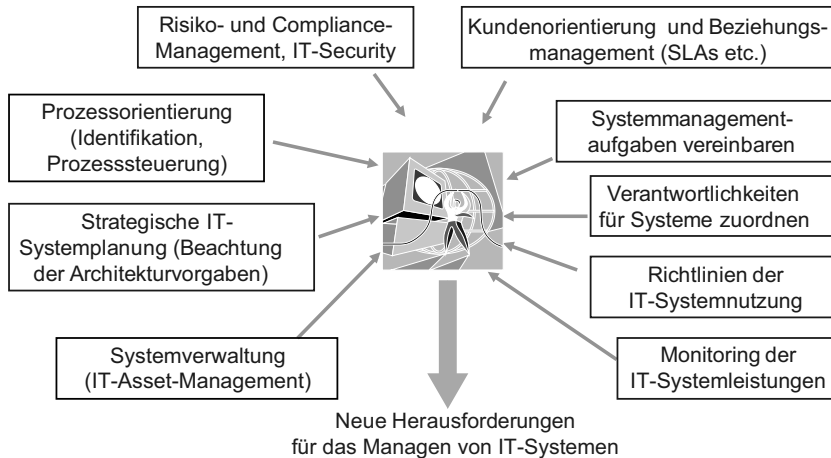 Risiko- und Compliance-
Management, IT-Security
Kundenorientierung und Beziehungs-
management (SLAs etc.)
Prozessorientierung
(Identifikation,
Prozesssteuerung)
Systemmanagement-
aufgaben vereinbaren
Strategische IT-
Systemplanung (Beachtung
der Architekturvorgaben)
Verantwortlichkeiten
für Systeme zuordnen
Richtlinien der
IT-Systemnutzung
Systemverwaltung
(IT-Asset-Management)
Monitoring der
IT-Systemleistungen
Neue Herausforderungen
für das Managen von IT-Systemen